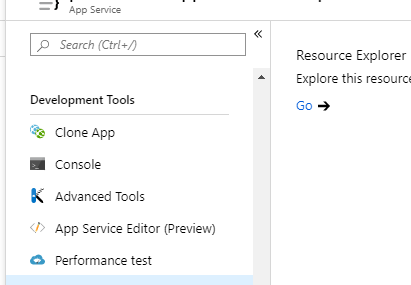 App Service
Search (Ctrl+/)
Resource Explorer
Explore this resource
Go
Development Tools
Clone App
Console
Advanced Tools
App Service Editor (Preview)
Performance test